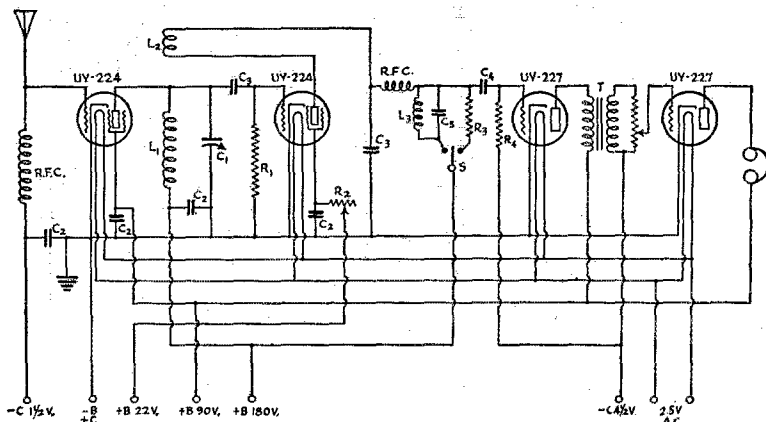 UY-224
L₂
C₃
UY-224
R.F.C.
C₄
UY-227
T
UY-227
L₁
C₁
R₁
L₃
C₅
R₃
R₄
S
R.F.C.
C₃
C₂
C₂
R₂
C₂
C₂
-C 1½V.
-B
+C
+B 22V.
+B 90V.
+B 180V.
-C 4½V.
2.5V
A.C.